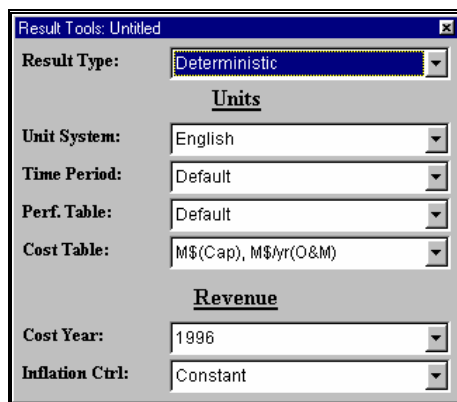 Result Tools: Untitled
Result Type: Deterministic
Units
Unit System: English
Time Period: Default
Perf. Table: Default
Cost Table: M$(Cap), M$/yr(O&M)
Revenue
Cost Year: 1996
Inflation Ctrl: Constant